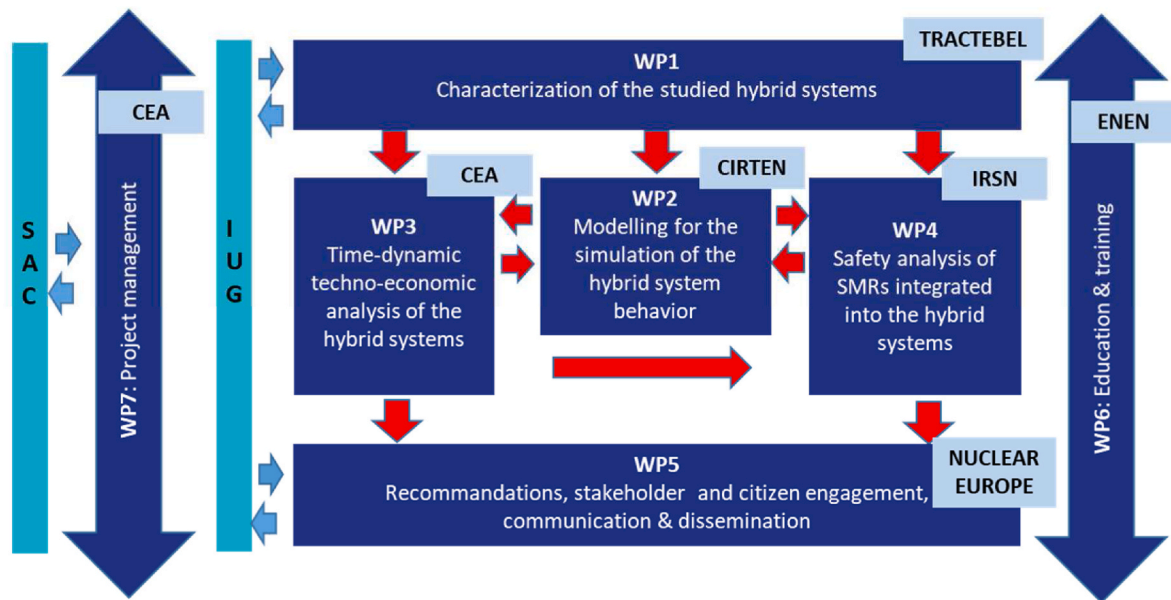 S
A
C
WP7: Project management
CEA
I
U
G
TRACTEBEL
WP1
Characterization of the studied hybrid systems
CEA
WP3
Time-dynamic
techno-economic
analysis of the
hybrid systems
CIRTEN
WP2
Modelling for the
simulation of the
hybrid system
behavior
IRSN
WP4
Safety analysis of
SMRs integrated
into the hybrid
systems
NUCLEAR
EUROPE
WP5
Recommandations, stakeholder and citizen engagement,
communication & dissemination
ENEN
WP6: Education & training